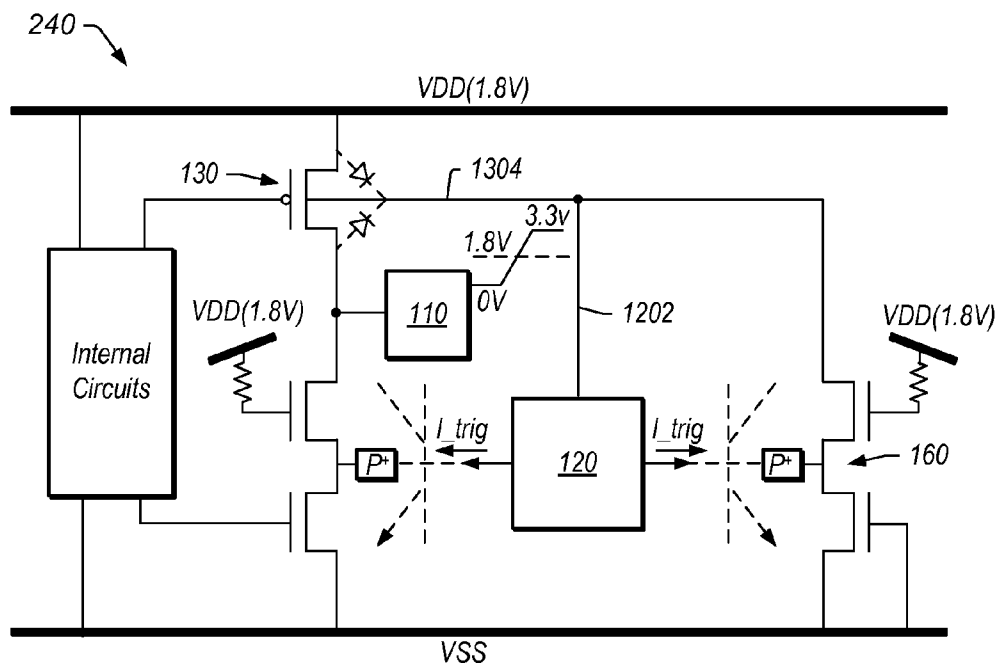 240
VDD(1.8V)
130
1304
3.3v
1.8V
0V
110
1202
VDD(1.8V)
VDD(1.8V)
Internal
Circuits
I_trig
I_trig
P+
120
P+
160
VSS